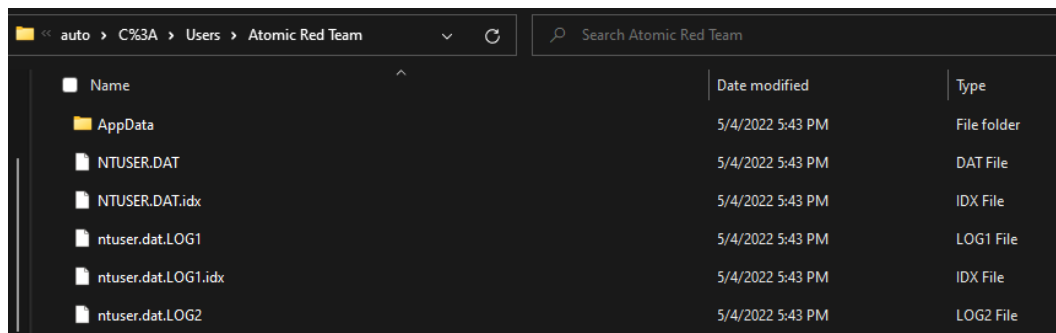 « auto > C%3A > Users > Atomic Red Team Search Atomic Red Team
Name Date modified Type
AppData 5/4/2022 5:43 PM File folder
NTUSER.DAT 5/4/2022 5:43 PM DAT File
NTUSER.DAT.idx 5/4/2022 5:43 PM IDX File
ntuser.dat.LOG1 5/4/2022 5:43 PM LOG1 File
ntuser.dat.LOG1.idx 5/4/2022 5:43 PM IDX File
ntuser.dat.LOG2 5/4/2022 5:43 PM LOG2 File